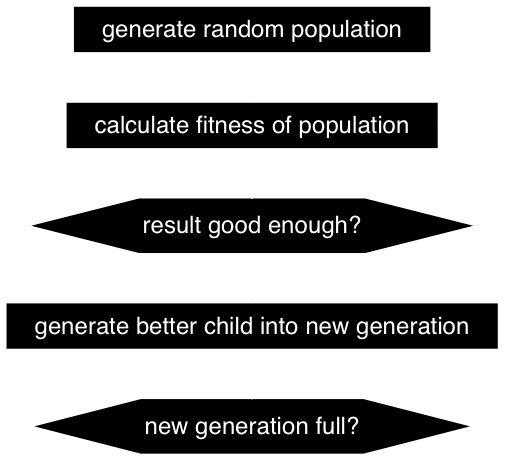 generate random population
calculate fitness of population
result good enough?
generate better child into new generation
new generation full?